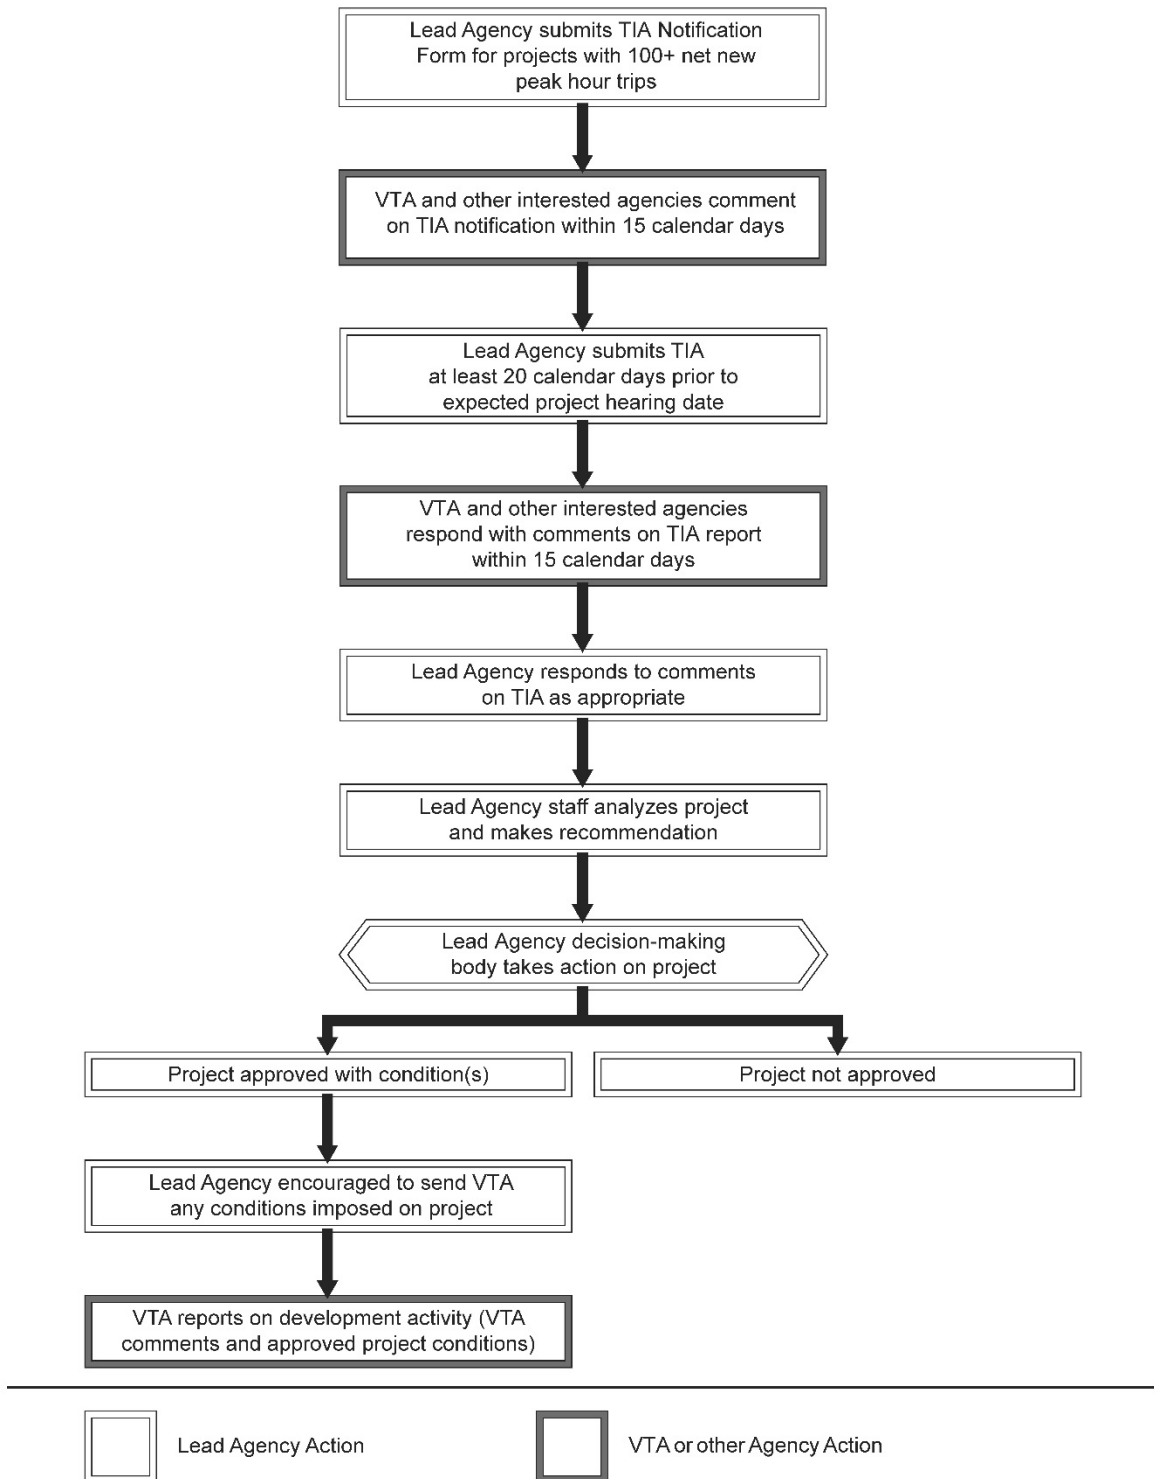 Lead Agency submits TIA Notification
Form for projects with 100+ net new
peak hour trips
VTA and other interested agencies comment
on TIA notification within 15 calendar days
Lead Agency submits TIA
at least 20 calendar days prior to
expected project hearing date
VTA and other interested agencies
respond with comments on TIA report
within 15 calendar days
Lead Agency responds to comments
on TIA as appropriate
Lead Agency staff analyzes project
and makes recommendation
Lead Agency decision-making
body takes action on project
Project approved with condition(s)
Project not approved
Lead Agency encouraged to send VTA
any conditions imposed on project
VTA reports on development activity (VTA
comments and approved project conditions)
Lead Agency Action
VTA or other Agency Action